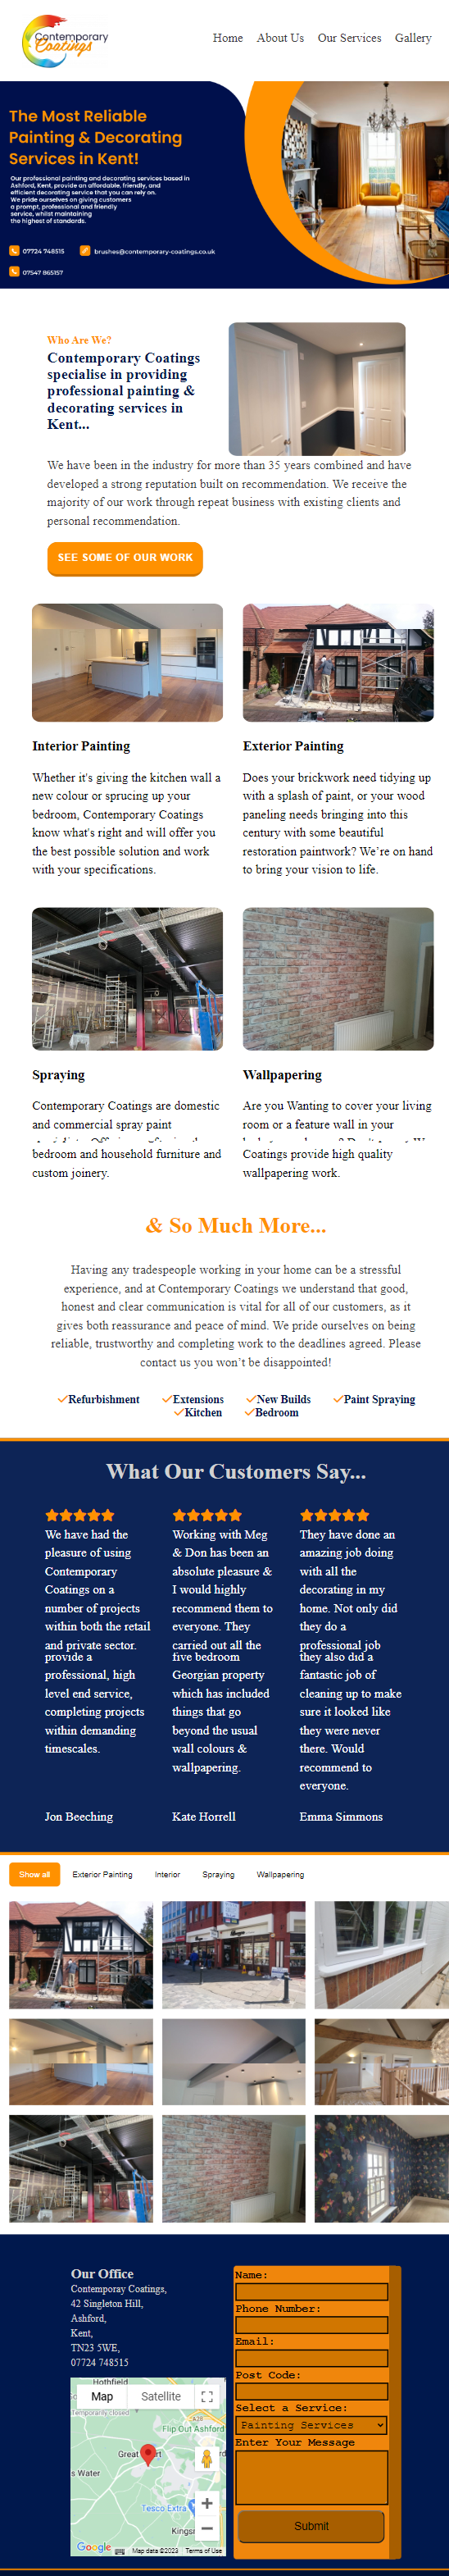 Contemporary
Coatings
Home About Us Our Services Gallery
The Most Reliable
Painting & Decorating
Services in Kent!
Our professional painting and decorating services based in
Ashford, Kent, provide an affordable, friendly, and
efficient decorating service that you can rely on.
We pride ourselves on giving customers
a prompt, professional and friendly
service, whilst maintaining
the highest of standards.
07724 748515 brushes@contemporary-coatings.co.uk
07547 865157
Who Are We?
Contemporary Coatings
specialise in providing
professional painting &
decorating services in
Kent...
We have been in the industry for more than 35 years combined and have
developed a strong reputation built on recommendation. We receive the
majority of our work through repeat business with existing clients and
personal recommendation.
SEE SOME OF OUR WORK
Interior Painting
Whether it's giving the kitchen wall a
new colour or sprucing up your
bedroom, Contemporary Coatings
know what's right and will offer you
the best possible solution and work
with your specifications.
Exterior Painting
Does your brickwork need tidying up
with a splash of paint, or your wood
paneling needs bringing into this
century with some beautiful
restoration paintwork? We’re on hand
to bring your vision to life.
Spraying
Contemporary Coatings are domestic
and commercial spray paint
bedroom and household furniture and
custom joinery.
Wallpapering
Are you Wanting to cover your living
room or a feature wall in your
Coatings provide high quality
wallpapering work.
& So Much More...
Having any tradespeople working in your home can be a stressful
experience, and at Contemporary Coatings we understand that good,
honest and clear communication is vital for all of our customers, as it
gives both reassurance and peace of mind. We pride ourselves on being
reliable, trustworthy and completing work to the deadlines agreed. Please
contact us you won’t be disappointed!
Refurbishment Extensions New Builds Paint Spraying
Kitchen Bedroom
What Our Customers Say...
We have had the
pleasure of using
Contemporary
Coatings on a
number of projects
within both the retail
and private sector.
provide a
professional, high
level end service,
completing projects
within demanding
timescales.
Jon Beeching
Working with Meg
& Don has been an
absolute pleasure &
I would highly
recommend them to
everyone. They
carried out all the
five bedroom
Georgian property
which has included
things that go
beyond the usual
wall colours &
wallpapering.
Kate Horrell
They have done an
amazing job doing
with all the
decorating in my
home. Not only did
they do a
professional job
they also did a
fantastic job of
cleaning up to make
sure it looked like
they were never
there. Would
recommend to
everyone.
Emma Simmons
Show all Exterior Painting Interior Spraying Wallpapering
Our Office
Contemporay Coatings,
42 Singleton Hill,
Ashford,
Kent,
TN23 5WE,
07724 748515
Hothfield
Map Satellite
Temporarily closed
A28
Flip Out Ashford
Great
rt
s Water
Tesco Extra
Kings
Google
Map data ©2023 Terms of Use
Name:
Phone Number:
Email:
Post Code:
Select a Service:
Painting Services
Enter Your Message
Submit